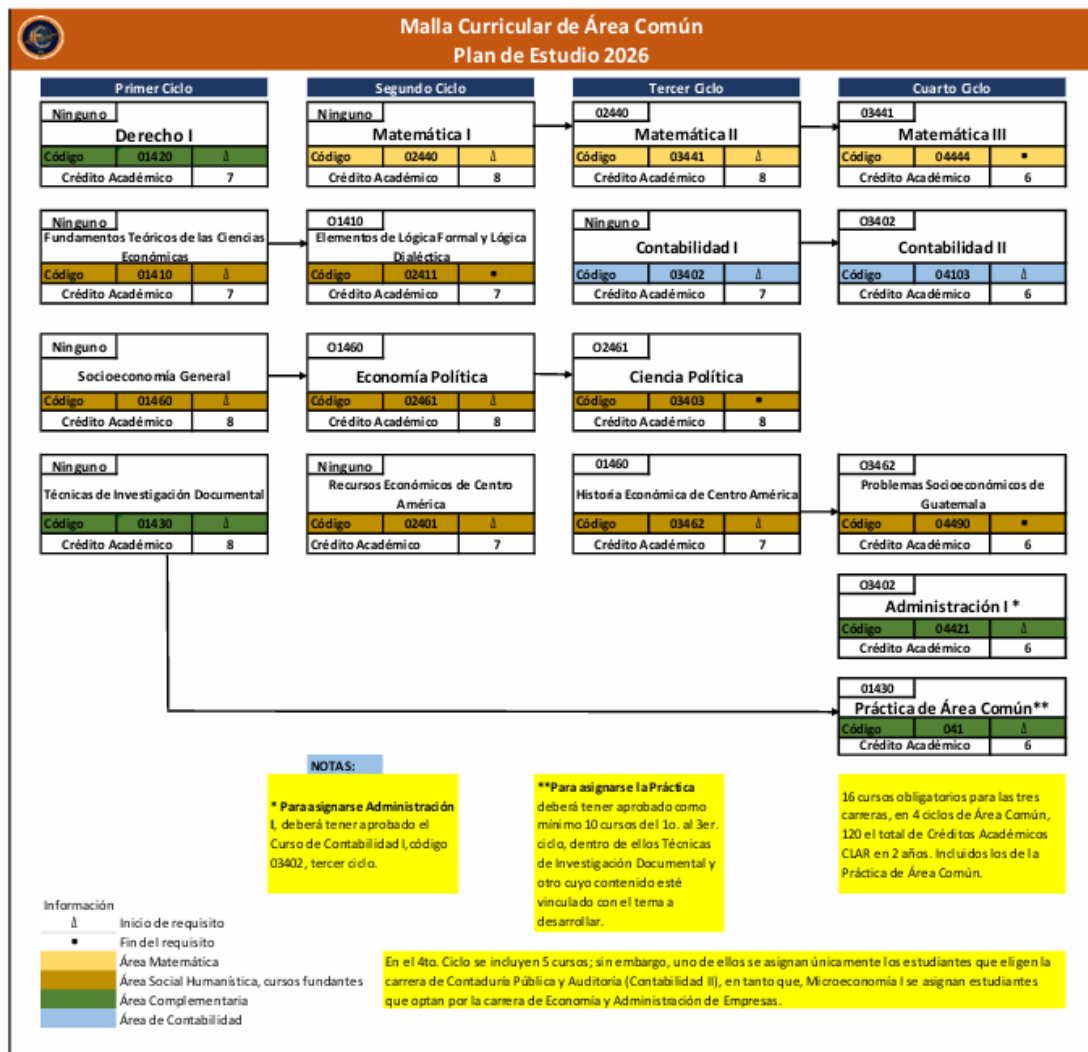 Malla Curricular de Área Común
Plan de Estudio 2026
Primer Ciclo
Segundo Ciclo
Tercer Ciclo
Cuarto Ciclo
Ninguno
Derecho I
Código 01420 Δ
Crédito Académico 7
Ninguno
Matemática I
Código 02440 Δ
Crédito Académico 8
02440
Matemática II
Código 03441 Δ
Crédito Académico 8
03441
Matemática III
Código 04444 ▪
Crédito Académico 6
Ninguno
Fundamentos Teóricos de las Ciencias
Económicas
Código 01410 Δ
Crédito Académico 7
O1410
Elementos de Lógica Formal y Lógica
Dialéctica
Código 02411 ▪
Crédito Académico 7
Ninguno
Contabilidad I
Código 03402 Δ
Crédito Académico 7
O3402
Contabilidad II
Código 04103 Δ
Crédito Académico 6
Ninguno
Socioeconomía General
Código 01460 Δ
Crédito Académico 8
O1460
Economía Política
Código 02461 Δ
Crédito Académico 8
O2461
Ciencia Política
Código 03403 ▪
Crédito Académico 8
Ninguno
Técnicas de Investigación Documental
Código 01430 Δ
Crédito Académico 8
Ninguno
Recursos Económicos de Centro
América
Código 02401 Δ
Crédito Académico 7
01460
Historia Económica de Centro América
Código 03462 Δ
Crédito Académico 7
O3462
Problemas Socioeconómicos de
Guatemala
Código 04490 ▪
Crédito Académico 6
O3402
Administración I *
Código 04421 Δ
Crédito Académico 6
01430
Práctica de Área Común**
Código 041 Δ
Crédito Académico 6
NOTAS:
* Para asignarse Administración
I, deberá tener aprobado el
Curso de Contabilidad I, código
03402, tercer ciclo.
**Para asignarse la Práctica
deberá tener aprobado como
mínimo 10 cursos del 1o. al 3er.
ciclo, dentro de ellos Técnicas
de Investigación Documental y
otro cuyo contenido esté
vinculado con el tema a
desarrollar.
16 cursos obligatorios para las tres
carreras, en 4 ciclos de Área Común,
120 el total de Créditos Académicos
CLAR en 2 años. Incluidos los de la
Práctica de Área Común.
Información
Δ Inicio de requisito
▪ Fin del requisito
Área Matemática
Área Social Humanística, cursos fundantes
Área Complementaria
Área de Contabilidad
En el 4to. Ciclo se incluyen 5 cursos; sin embargo, uno de ellos se asignan únicamente los estudiantes que eligen la
carrera de Contaduría Pública y Auditoría (Contabilidad II), en tanto que, Microeconomía I se asignan estudiantes
que optan por la carrera de Economía y Administración de Empresas.